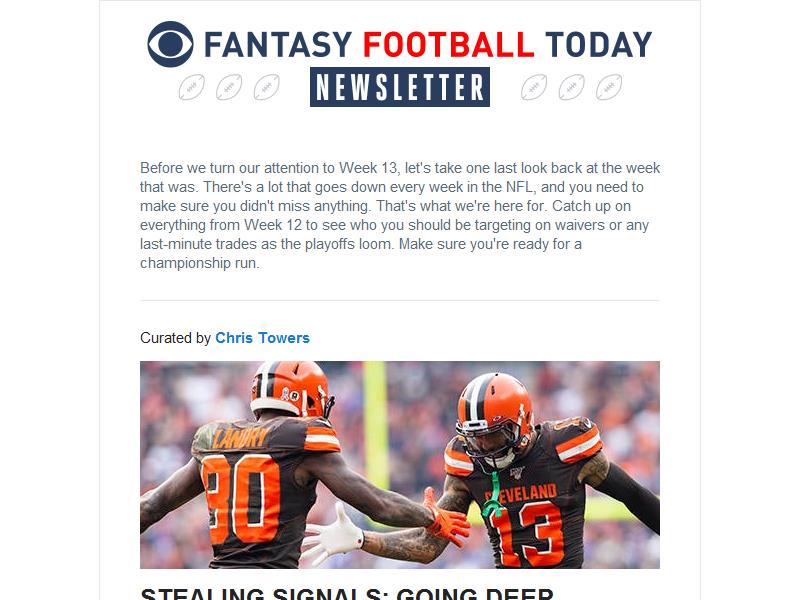 FANTASY FOOTBALL TODAY
NEWSLETTER
Before we turn our attention to Week 13, let's take one last look back at the week
that was. There's a lot that goes down every week in the NFL, and you need to
make sure you didn't miss anything. That's what we're here for. Catch up on
everything from Week 12 to see who you should be targeting on waivers or any
last-minute trades as the playoffs loom. Make sure you're ready for a
championship run.
Curated by Chris Towers
LANDRY
80
CLEVELAND
13
STEALING SIGNALS: GOING DEEP